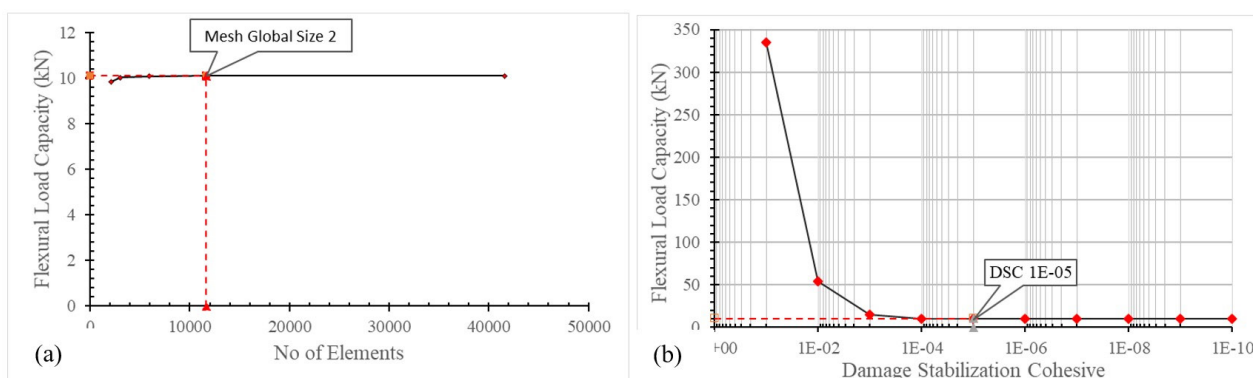 12
Mesh Global Size 2
10
8
6
4
2
0
Flexural Load Capacity (kN)
0 10000 20000 30000 40000 50000
No of Elements
(a)
350
300
250
200
150
100
50
0
Flexural Load Capacity (kN)
DSC 1E-05
+00 1E-02 1E-04 1E-06 1E-08 1E-10
Damage Stabilization Cohesive
(b)